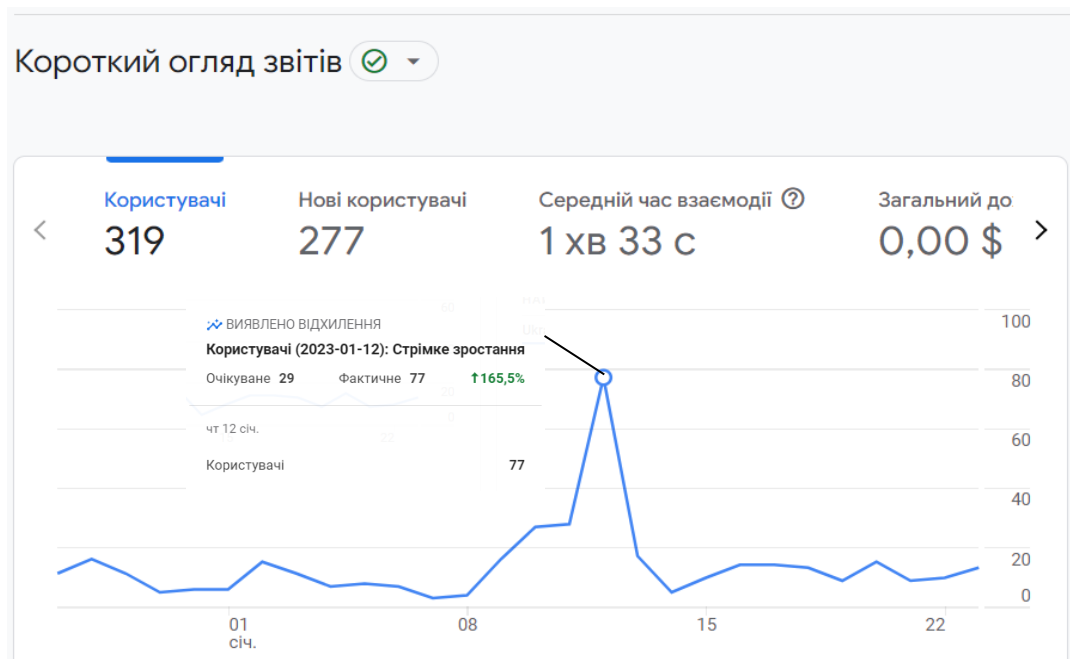 Короткий огляд звітів
Користувачі
319
Нові користувачі
277
Середній час взаємодії
1 хв 33 с
Загальний до
0,00 $
ВИЯВЛЕНО ВІДХИЛЕННЯ
Користувачі (2023-01-12): Стрімке зростання
Очікуване 29 Фактичне 77 ↑165,5%
чт 12 січ.
Користувачі 77
100
80
60
40
20
0
01 08 15 22
січ.